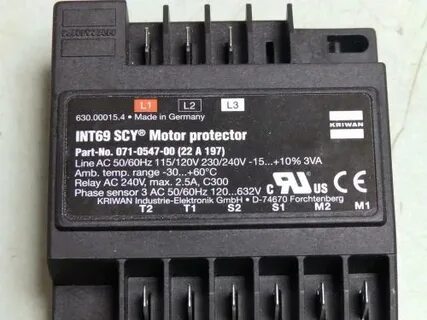 L1 L2 L3
630.00015.4 • Made in Germany
KRIWAN
INT69 SCY® Motor protector
Part-No. 071-0547-00 (22 A 197)
Line AC 50/60Hz 115/120V 230/240V -15...+10% 3VA
Amb. temp. range -30...+60°C
Relay AC 240V, max. 2.5A, C300
Phase sensor 3 AC 50/60Hz 120...632V
C UR US CE
KRIWAN Industrie-Elektronik GmbH • D-74670 Forchtenberg
T2 T1 S2 S1 M2 M1